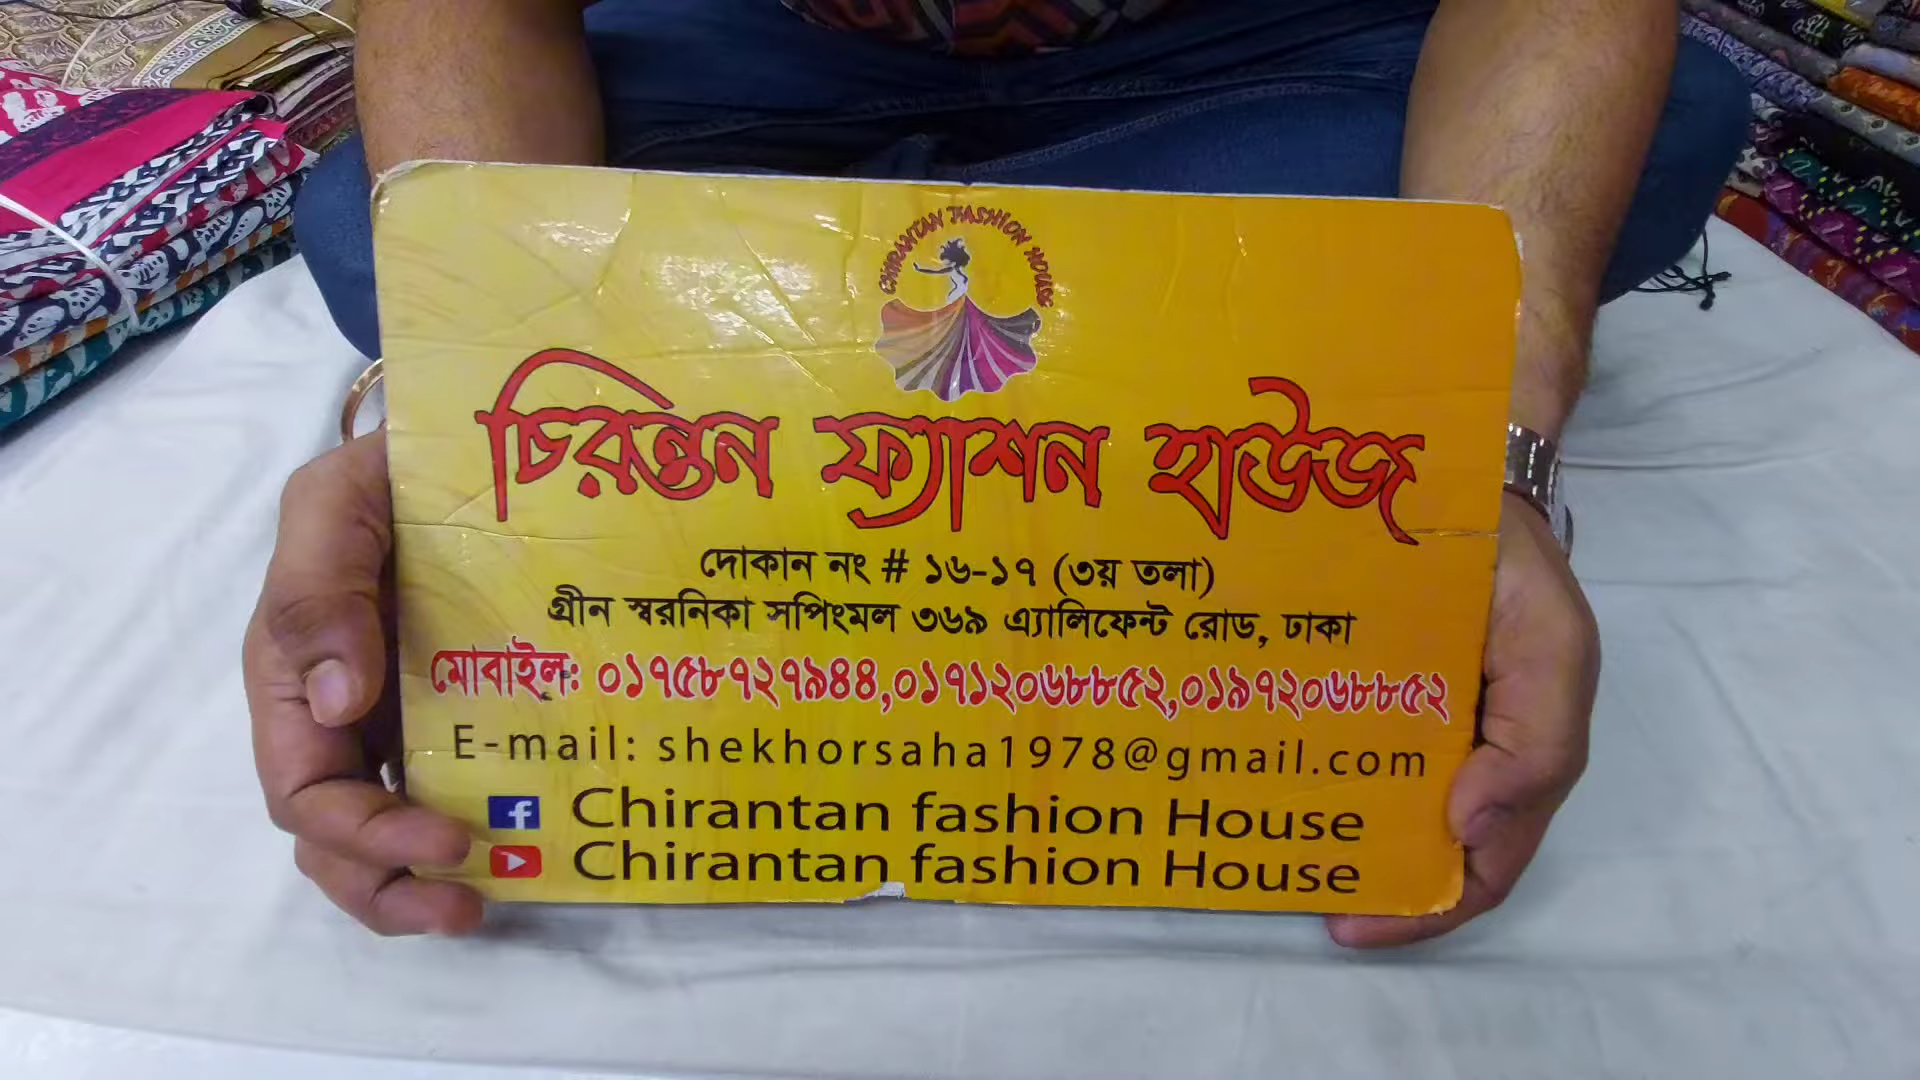 CHIRANTAN FASHION HOUSE
চিরন্তন ফ্যাশন হাউজ
দোকান নং # ১৬-১৭ (৩য় তলা)
গ্রীন স্বরনিকা সপিংমল ৩৬৯ এ্যালিফেন্ট রোড, ঢাকা
মোবাইল: ০১৭৫৮৭২৭৯৪৪,০১৭১২০৬৮৮৫২,০১৯৭২০৬৮৮৫২
E-mail: shekhorsaha1978@gmail.com
f Chirantan fashion House
Chirantan fashion House